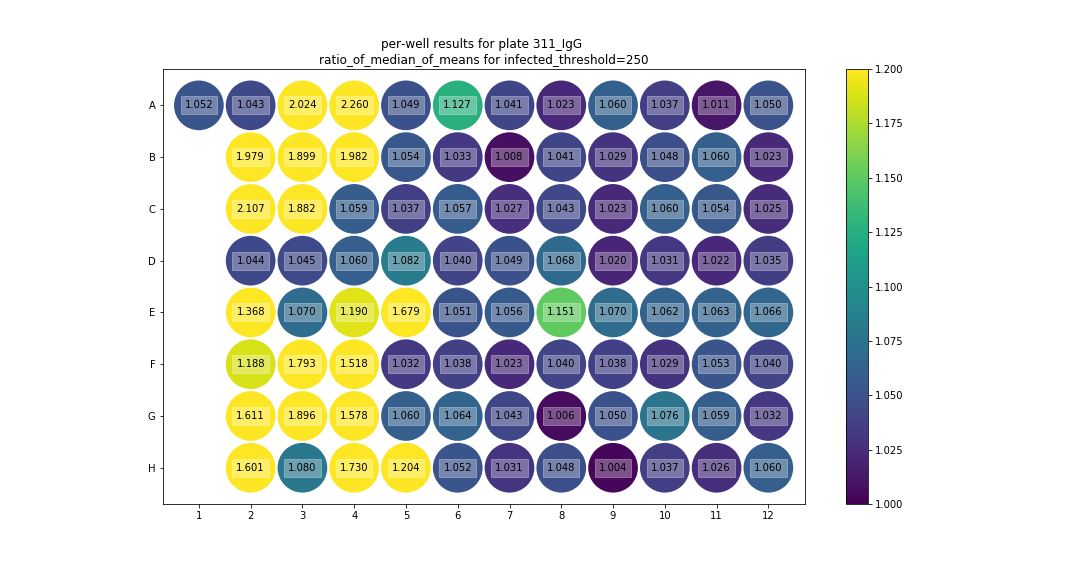 per-well results for plate 311_IgG
ratio_of_median_of_means for infected_threshold=250
A 1.052 1.043 2.024 2.260 1.049 1.127 1.041 1.023 1.060 1.037 1.011 1.050
B 1.979 1.899 1.982 1.054 1.033 1.008 1.041 1.029 1.048 1.060 1.023
C 2.107 1.882 1.059 1.037 1.057 1.027 1.043 1.023 1.060 1.054 1.025
D 1.044 1.045 1.060 1.082 1.040 1.049 1.068 1.020 1.031 1.022 1.035
E 1.368 1.070 1.190 1.679 1.051 1.056 1.151 1.070 1.062 1.063 1.066
F 1.188 1.793 1.518 1.032 1.038 1.023 1.040 1.038 1.029 1.053 1.040
G 1.611 1.896 1.578 1.060 1.064 1.043 1.006 1.050 1.076 1.059 1.032
H 1.601 1.080 1.730 1.204 1.052 1.031 1.048 1.004 1.037 1.026 1.060
1 2 3 4 5 6 7 8 9 10 11 12
1.200
1.175
1.150
1.125
1.100
1.075
1.050
1.025
1.000